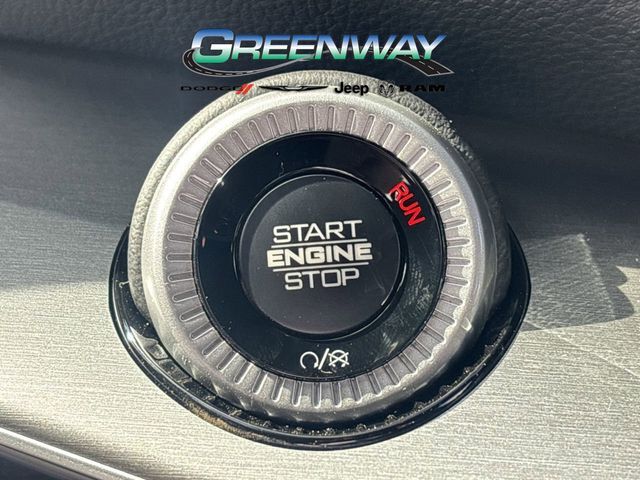 GREENWAY
DODGE Jeep RAM
RUN
START
ENGINE
STOP